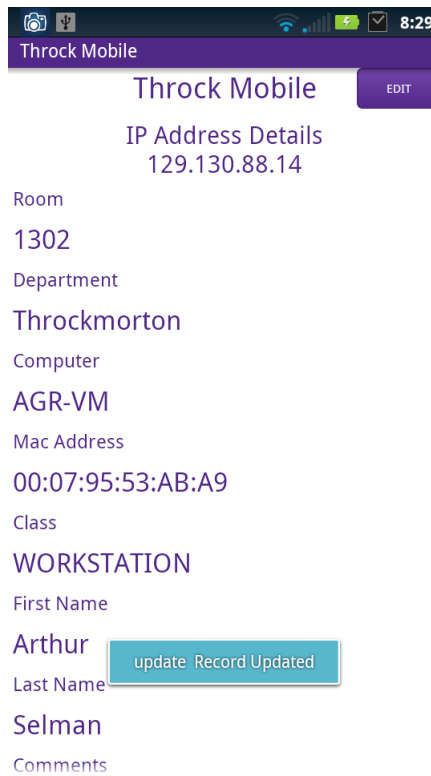 8:29
Throck Mobile
Throck Mobile
EDIT
IP Address Details
129.130.88.14
Room
1302
Department
Throckmorton
Computer
AGR-VM
Mac Address
00:07:95:53:AB:A9
Class
WORKSTATION
First Name
Arthur
update Record Updated
Last Name
Selman
Comments